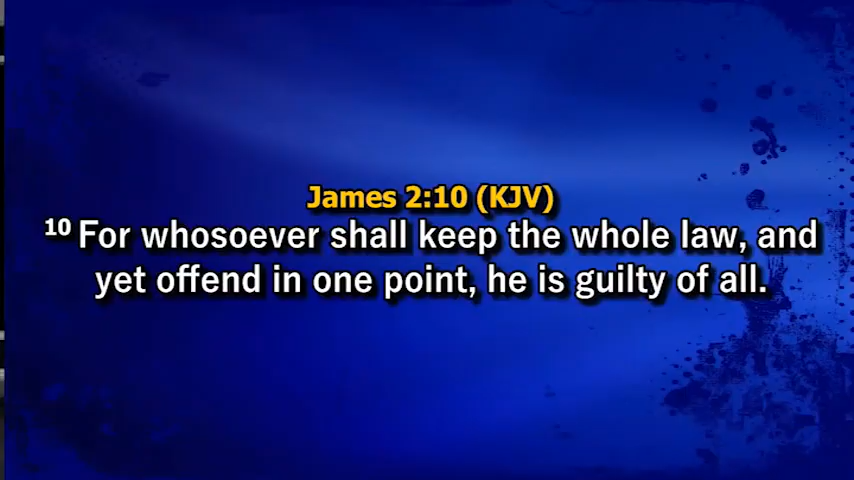 James 2:10 (KJV)
10 For whosoever shall keep the whole law, and
yet offend in one point, he is guilty of all.